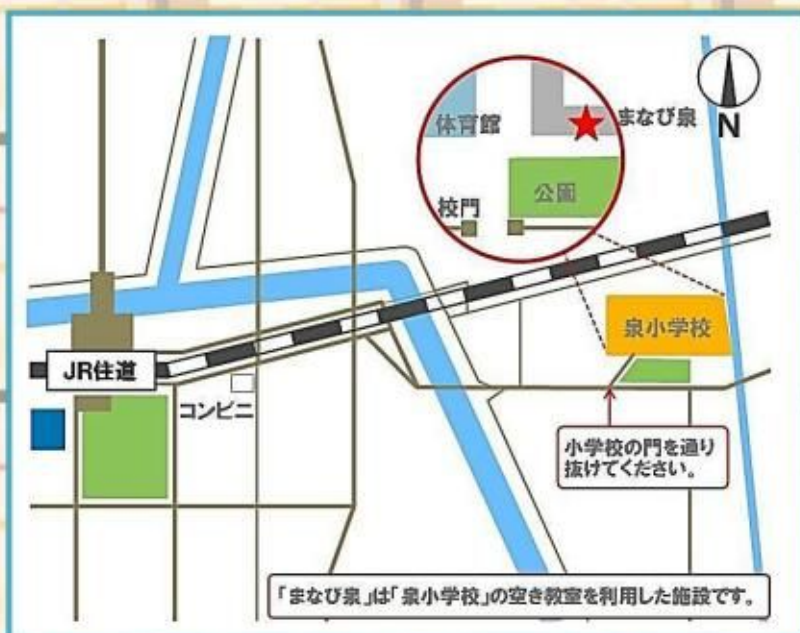 体育館
まなび泉
N
公園
校門
泉小学校
JR住道
コンビニ
小学校の門を通り
抜けてください。
「まなび泉」は「泉小学校」の空き教室を利用した施設です。